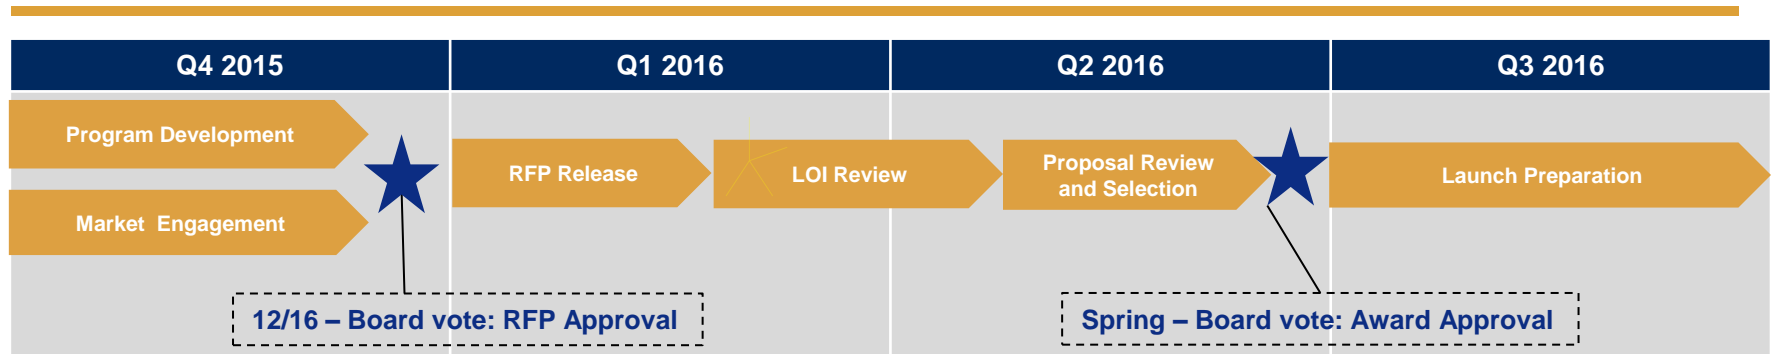 Q4 2015
Q1 2016
Q2 2016
Q3 2016
Program Development
Market Engagement
RFP Release
LOI Review
Proposal Review
and Selection
Launch Preparation
12/16 – Board vote: RFP Approval
Spring – Board vote: Award Approval